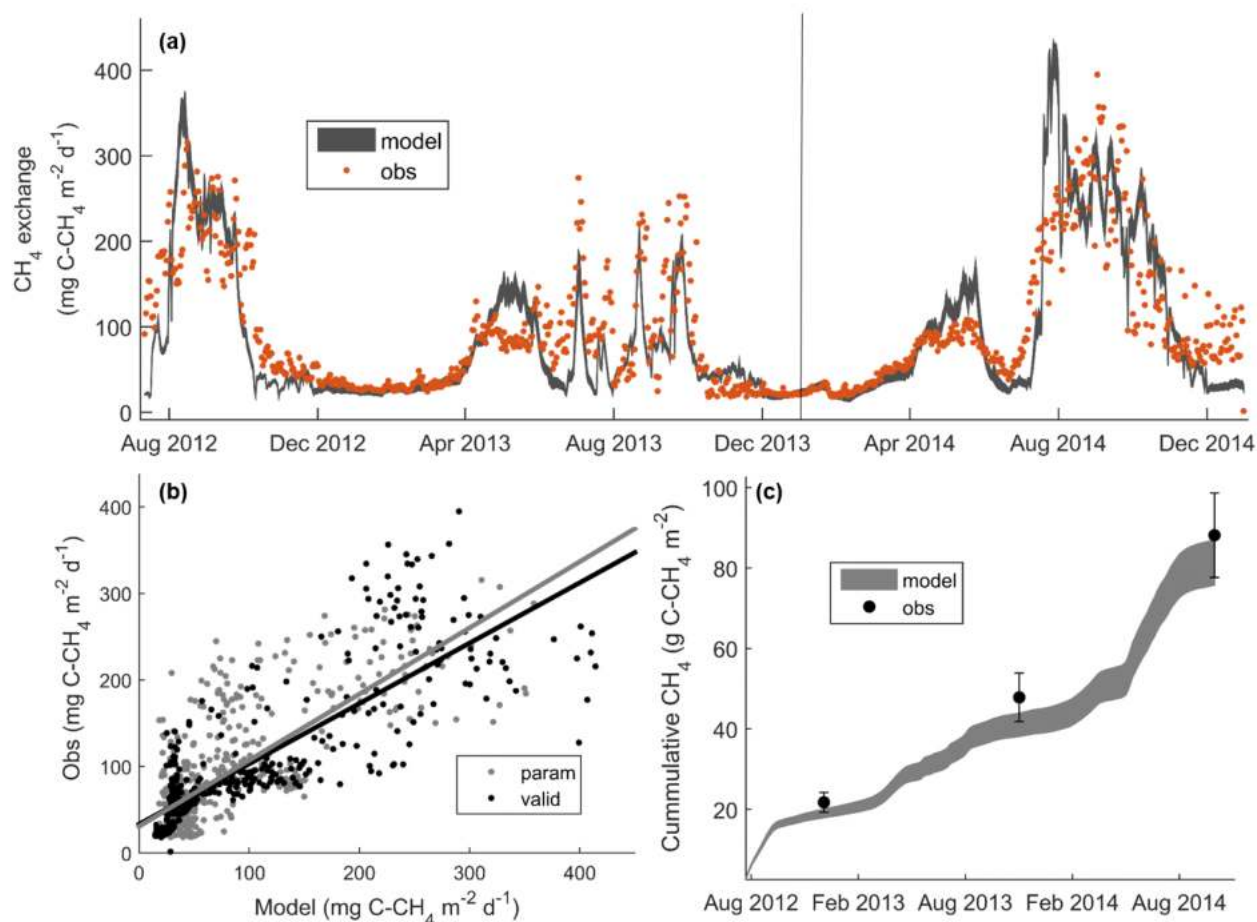 (a)
400
300
200
100
0
CH4 exchange
(mg C-CH4 m-2 d-1)
model
obs
Aug 2012
Dec 2012
Apr 2013
Aug 2013
Dec 2013
Apr 2014
Aug 2014
Dec 2014
(b)
400
300
200
100
0
Obs (mg C-CH4 m-2 d-1)
param
valid
0
100
200
300
400
Model (mg C-CH4 m-2 d-1)
(c)
100
80
60
40
20
Cummulative CH4 (g C-CH4 m-2)
model
obs
Aug 2012
Feb 2013
Aug 2013
Feb 2014
Aug 2014